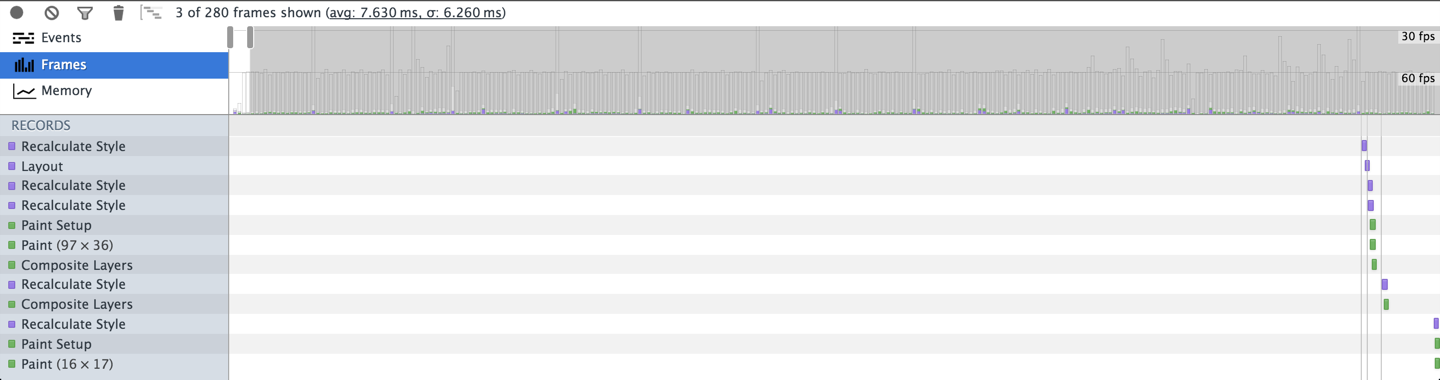 3 of 280 frames shown (avg: 7.630 ms, σ: 6.260 ms)
Events
30 fps
Frames
60 fps
Memory
RECORDS
Recalculate Style
Layout
Recalculate Style
Recalculate Style
Paint Setup
Paint (97 × 36)
Composite Layers
Recalculate Style
Composite Layers
Recalculate Style
Paint Setup
Paint (16 × 17)